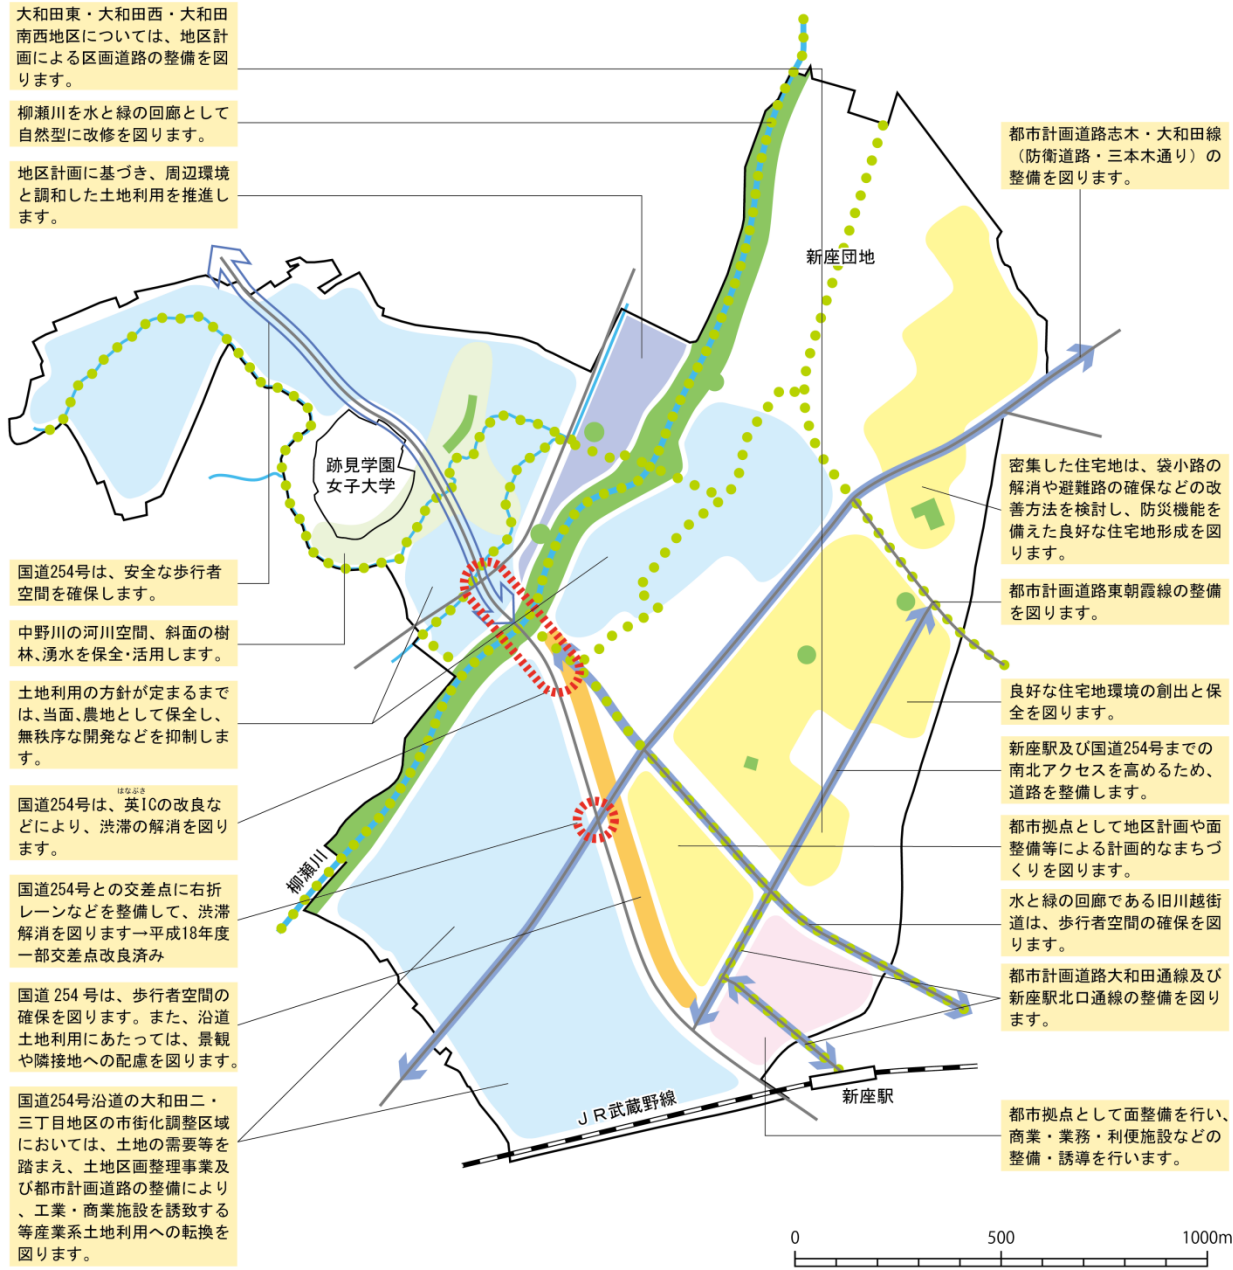 大和田東・大和田西・大和田
南西地区については、地区計
画による区画道路の整備を図
ります。
柳瀬川を水と緑の回廊として
自然型に改修を図ります。
地区計画に基づき、周辺環境
と調和した土地利用を推進し
ます。
国道254号は、安全な歩行者
空間を確保します。
中野川の河川空間、斜面の樹
林、湧水を保全・活用します。
土地利用の方針が定まるまで
は、当面、農地として保全し、
無秩序な開発などを抑制しま
す。
はなぶさ
国道254号は、英ICの改良な
どにより、渋滞の解消を図り
ます。
国道254号との交差点に右折
レーンなどを整備して、渋滞
解消を図ります→平成18年度
一部交差点改良済み
国道254号は、歩行者空間の
確保を図ります。また、沿道
土地利用にあたっては、景観
や隣接地への配慮を図ります。
国道254号沿道の大和田二・
三丁目地区の市街化調整区域
においては、土地の需要等を
踏まえ、土地区画整理事業及
び都市計画道路の整備により
、工業・商業施設を誘致する
等産業系土地利用への転換を
図ります。
新座団地
跡見学園
女子大学
柳瀬川
JR武蔵野線
新座駅
都市計画道路志木・大和田線
（防衛道路・三本木通り）の
整備を図ります。
密集した住宅地は、袋小路の
解消や避難路の確保などの改
善方法を検討し、防災機能を
備えた良好な住宅地形成を図
ります。
都市計画道路東朝霞線の整備
を図ります。
良好な住宅地環境の創出と保
全を図ります。
新座駅及び国道254号までの
南北アクセスを高めるため、
道路を整備します。
都市拠点として地区計画や面
整備等による計画的なまちづ
くりを図ります。
水と緑の回廊である旧川越街
道は、歩行者空間の確保を図
ります。
都市計画道路大和田通線及び
新座駅北口通線の整備を図り
ます。
都市拠点として面整備を行い、
商業・業務・利便施設などの
整備・誘導を行います。
0 500 1000m